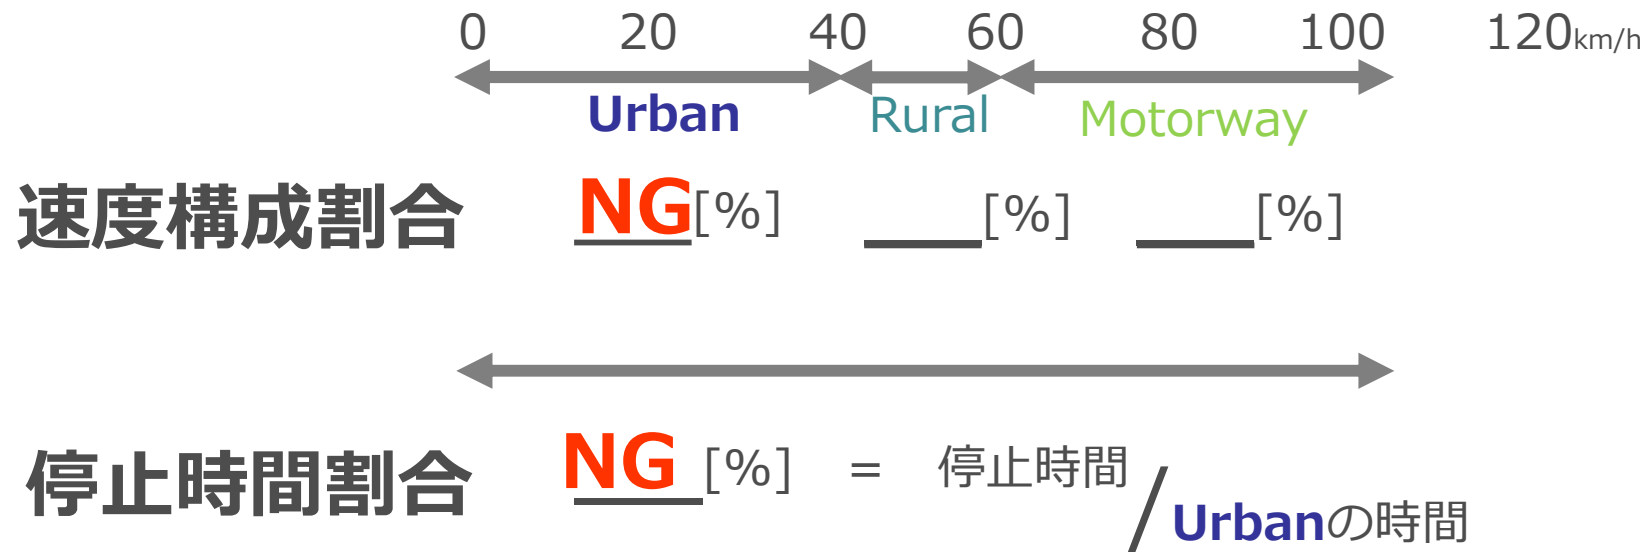 0 20 40 60 80 100 120km/h
Urban Rural Motorway
速度構成割合 NG[%] [%] [%]
停止時間割合 NG [%] = 停止時間 / Urbanの時間